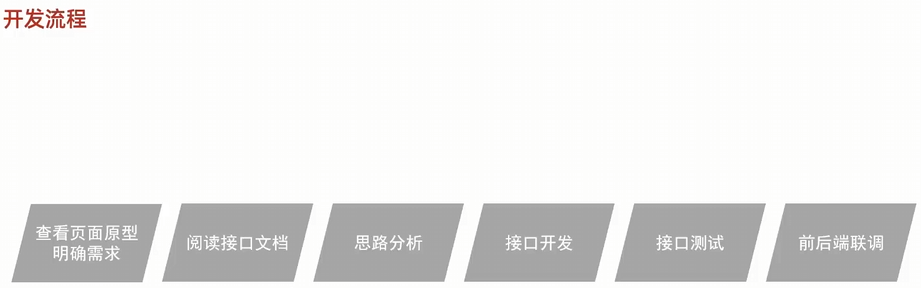 开发流程
查看页面原型
明确需求
阅读接口文档
思路分析
接口开发
接口测试
前后端联调